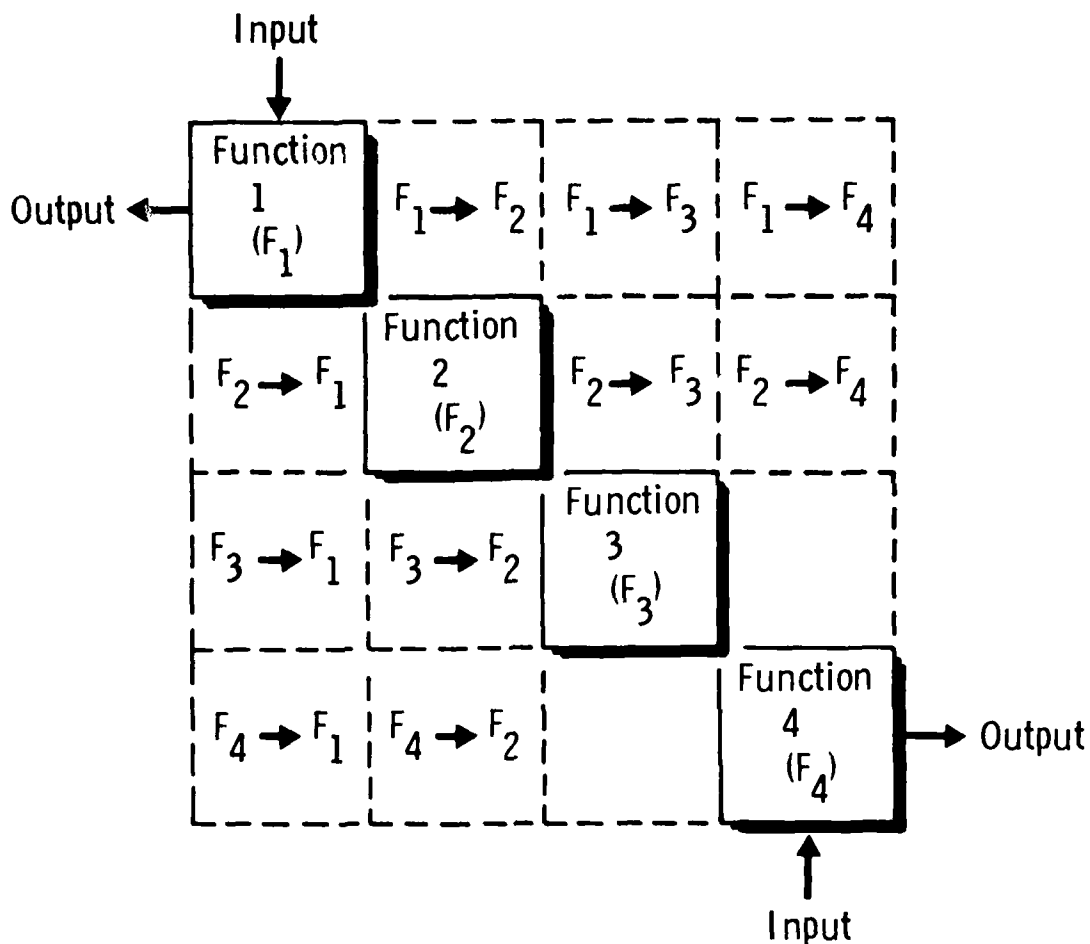 Input
Function
1
(F₁)
Output
F₁ → F₂
F₁ → F₃
F₁ → F₄
F₂ → F₁
Function
2
(F₂)
F₂ → F₃
F₂ → F₄
F₃ → F₁
F₃ → F₂
Function
3
(F₃)
F₄ → F₁
F₄ → F₂
Function
4
(F₄)
Output
Input